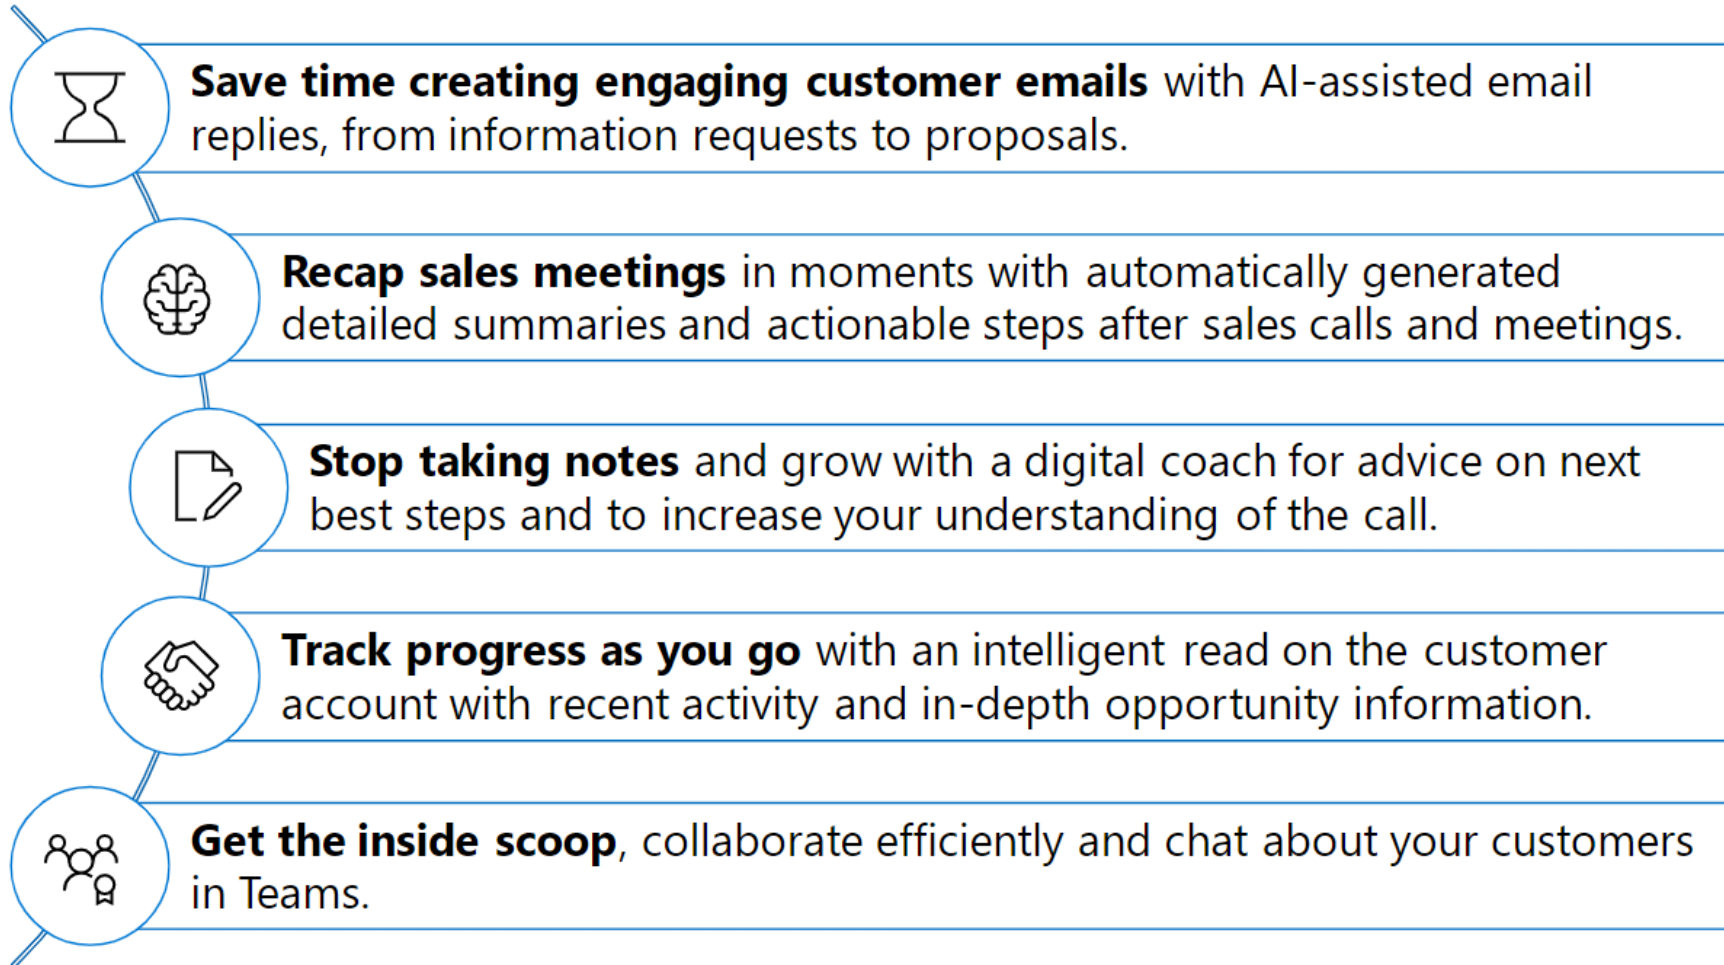 Save time creating engaging customer emails with AI-assisted email
replies, from information requests to proposals.
Recap sales meetings in moments with automatically generated
detailed summaries and actionable steps after sales calls and meetings.
Stop taking notes and grow with a digital coach for advice on next
best steps and to increase your understanding of the call.
Track progress as you go with an intelligent read on the customer
account with recent activity and in-depth opportunity information.
Get the inside scoop, collaborate efficiently and chat about your customers
in Teams.